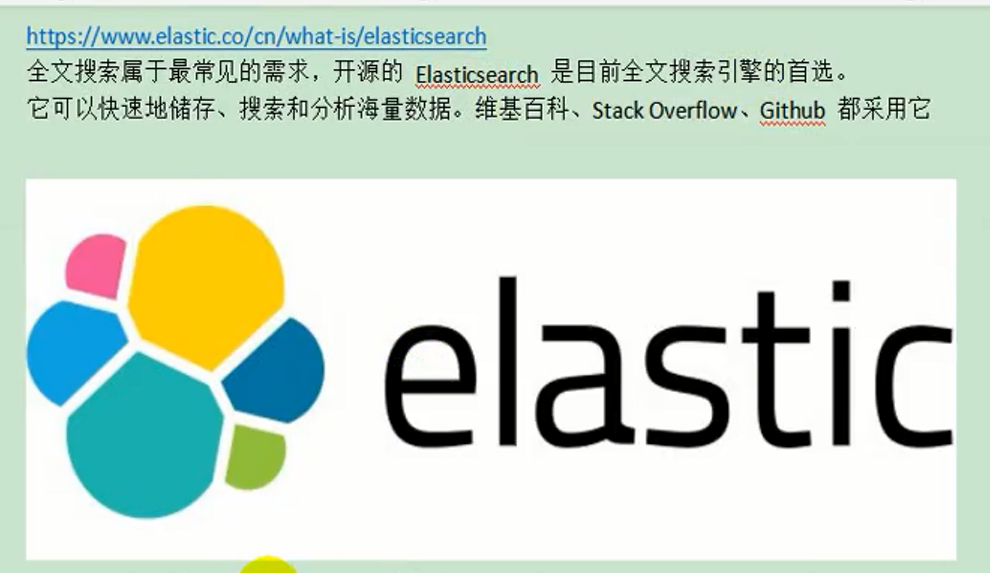 https://www.elastic.co/cn/what-is/elasticsearch
全文搜索属于最常见的需求，开源的 Elasticsearch 是目前全文搜索引擎的首选。
它可以快速地储存、搜索和分析海量数据。维基百科、Stack Overflow、Github 都采用它
elastic